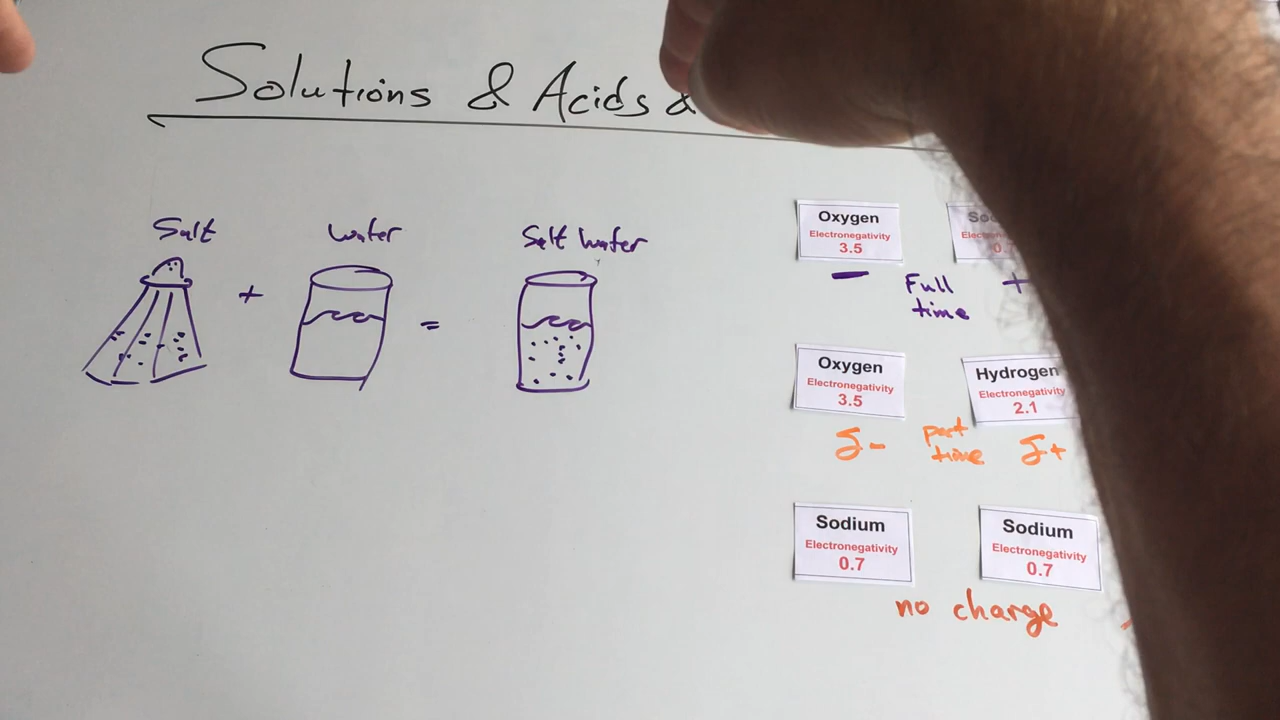 Solutions & Acids &
Salt
water
Salt water
+
=
Oxygen
Electronegativity
3.5
−
Full
time
+
Oxygen
Electronegativity
3.5
Hydrogen
Electronegativity
2.1
δ-
part
time
δ+
Sodium
Electronegativity
0.7
Sodium
Electronegativity
0.7
no charge